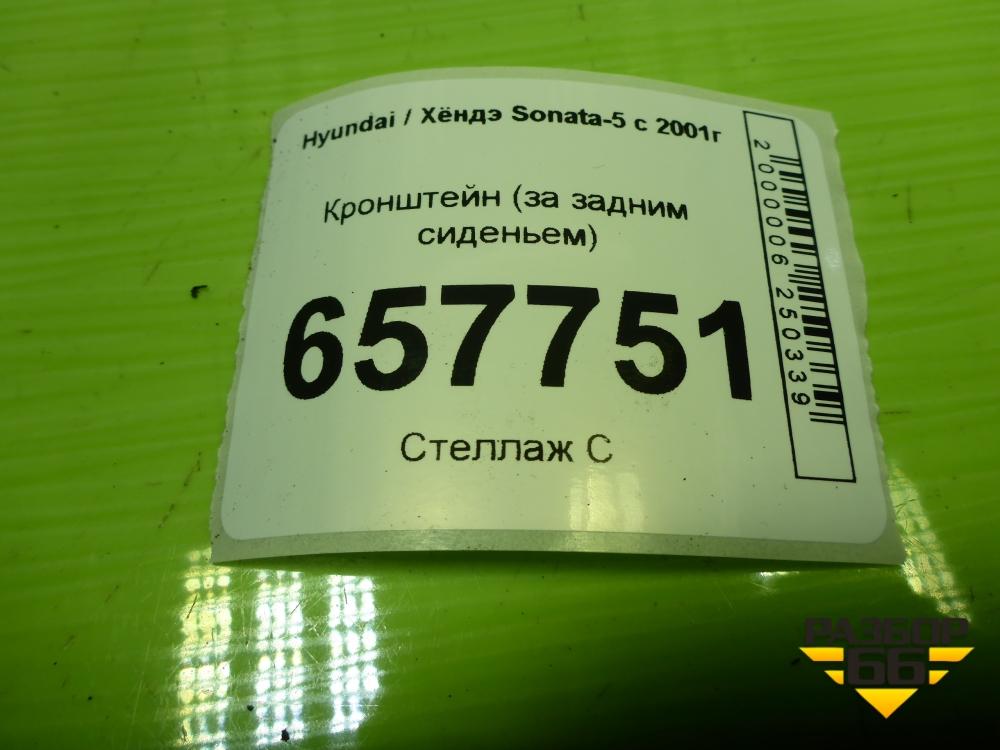 Hyundai / Хёндэ Sonata-5 с 2001г
Кронштейн (за задним
сиденьем)
657751
Стеллаж С
2000006250339
РАЗБОР
66